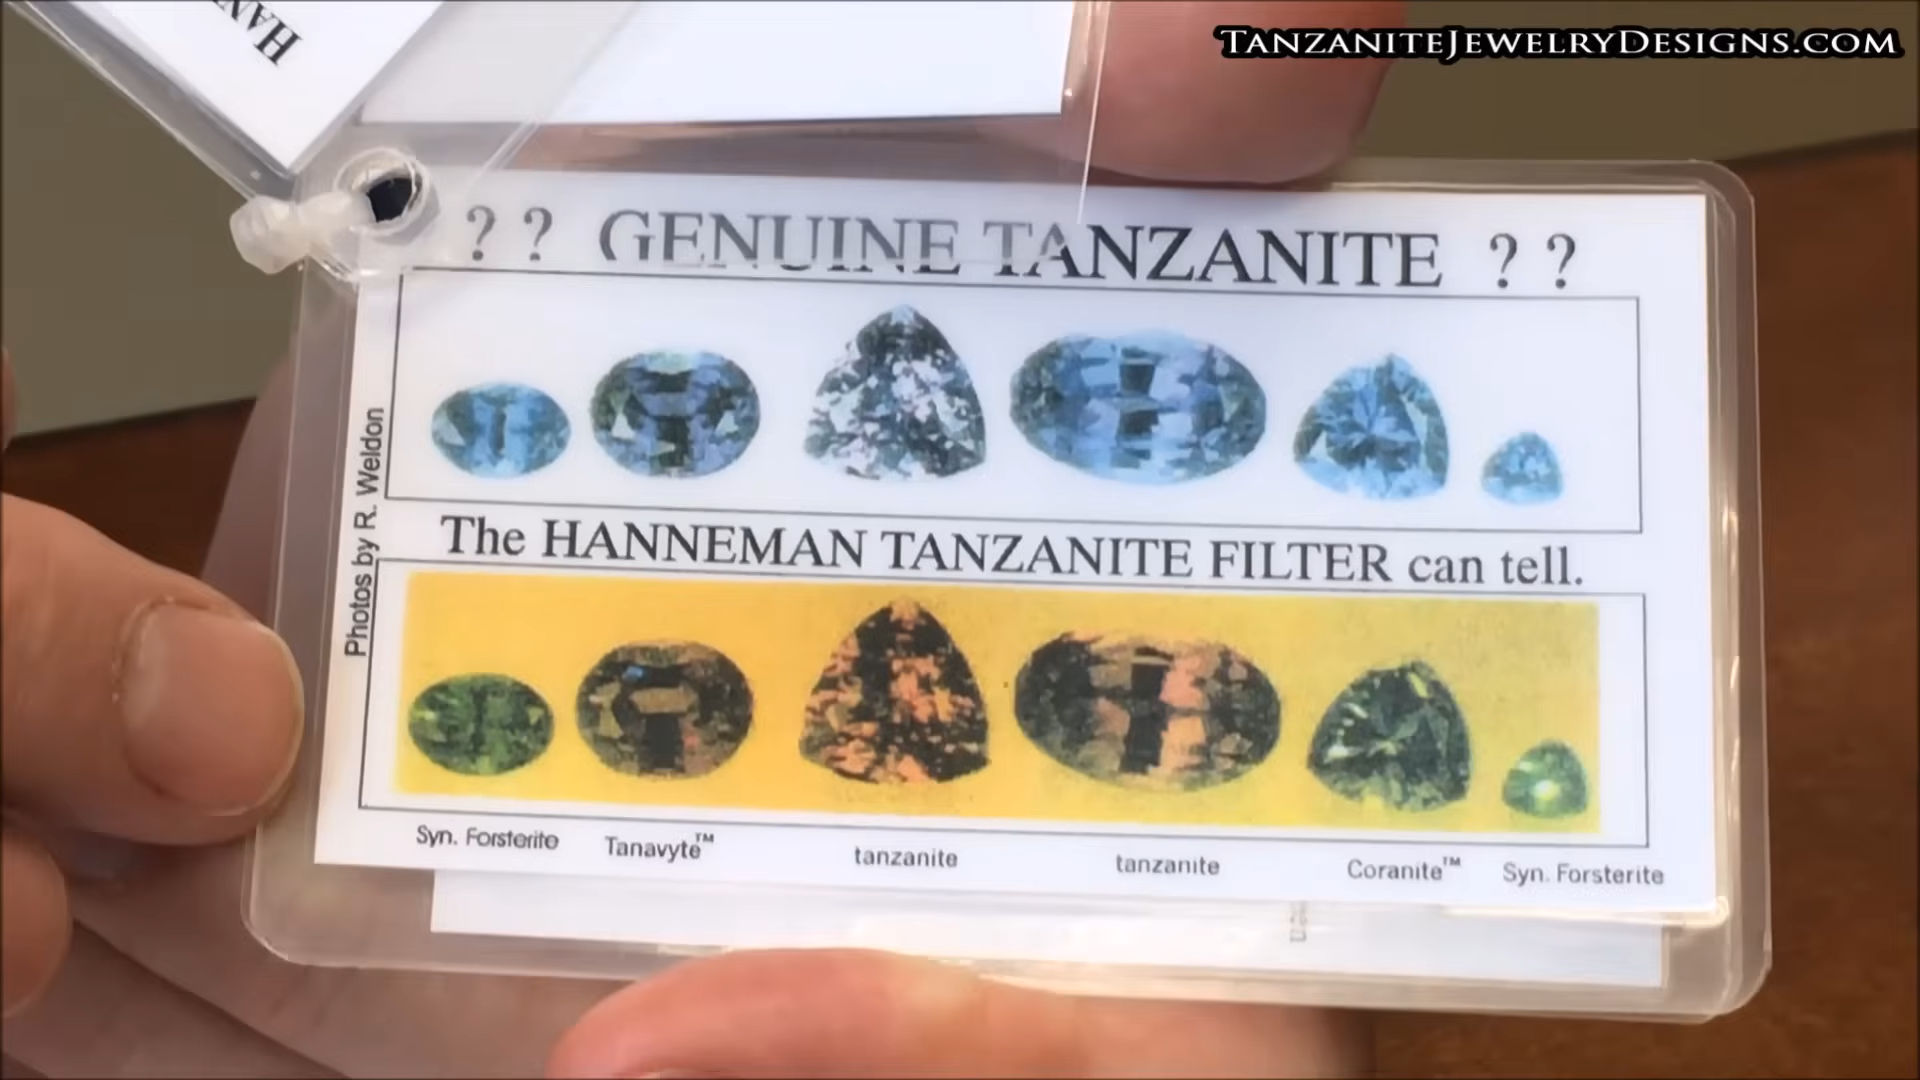 TANZANITEJEWELRYDESIGNS.COM
? ? GENUINE TANZANITE ? ?
Photos by R. Weldon
The HANNEMAN TANZANITE FILTER can tell.
Syn. Forsterite Tanavyte™ tanzanite tanzanite Coranite™ Syn. Forsterite